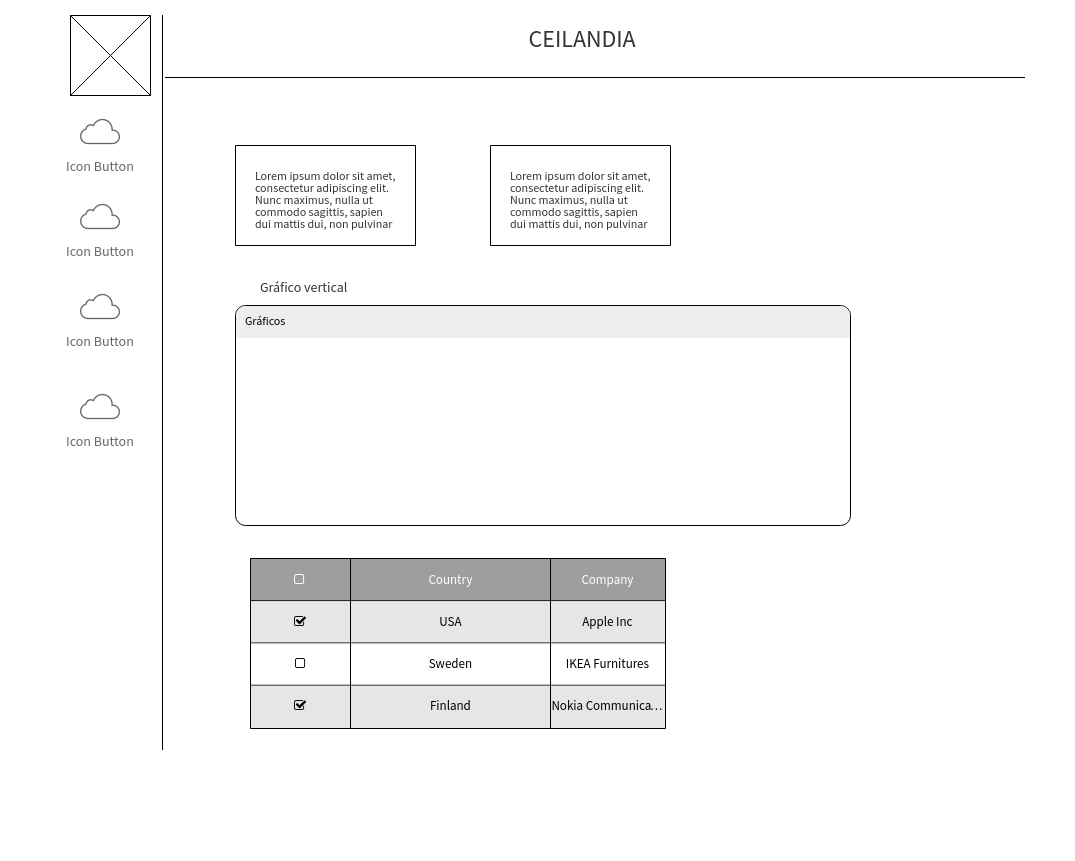 CEILANDIA
Icon Button
Icon Button
Icon Button
Icon Button
Lorem ipsum dolor sit amet,
consectetur adipiscing elit.
Nunc maximus, nulla ut
commodo sagittis, sapien
dui mattis dui, non pulvinar
Lorem ipsum dolor sit amet,
consectetur adipiscing elit.
Nunc maximus, nulla ut
commodo sagittis, sapien
dui mattis dui, non pulvinar
Gráfico vertical
Gráficos
Country Company
USA Apple Inc
Sweden IKEA Furnitures
Finland Nokia Communica…